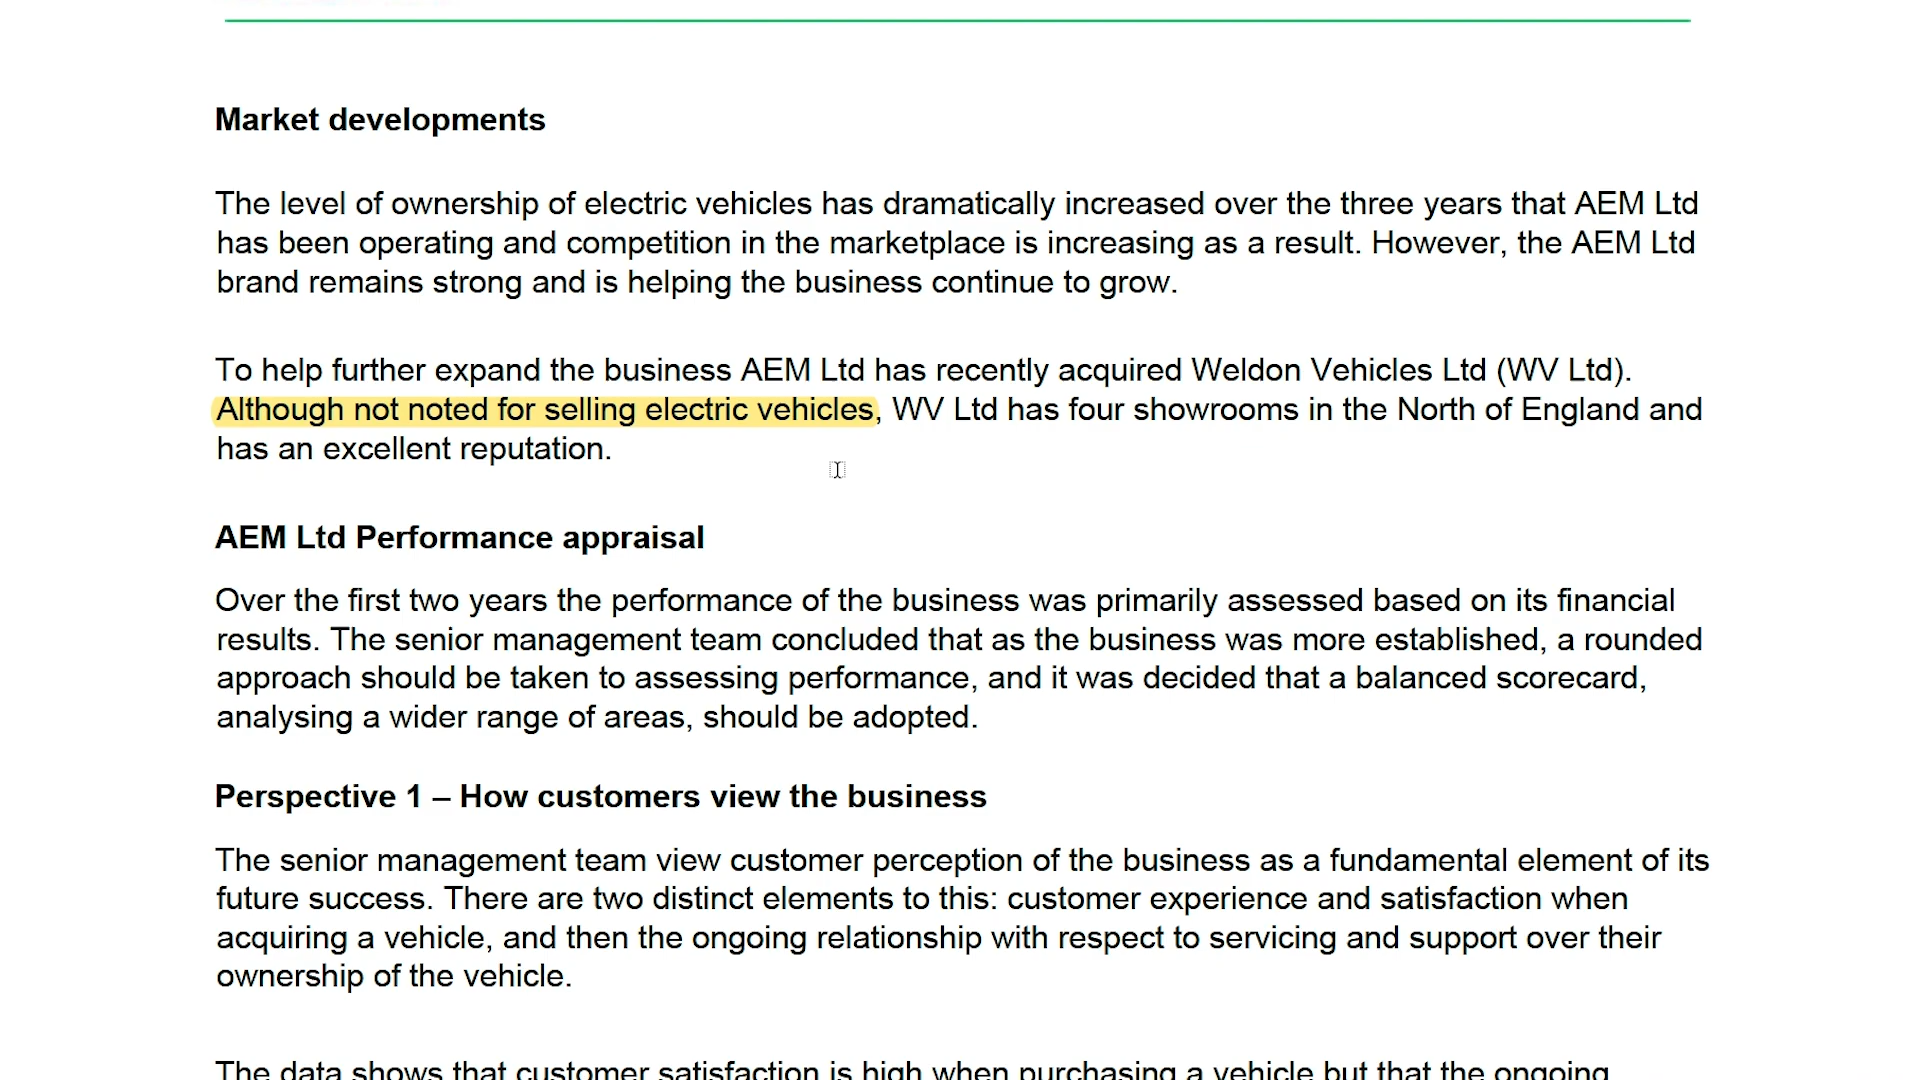 Market developments
The level of ownership of electric vehicles has dramatically increased over the three years that AEM Ltd
has been operating and competition in the marketplace is increasing as a result. However, the AEM Ltd
brand remains strong and is helping the business continue to grow.
To help further expand the business AEM Ltd has recently acquired Weldon Vehicles Ltd (WV Ltd).
Although not noted for selling electric vehicles, WV Ltd has four showrooms in the North of England and
has an excellent reputation.
AEM Ltd Performance appraisal
Over the first two years the performance of the business was primarily assessed based on its financial
results. The senior management team concluded that as the business was more established, a rounded
approach should be taken to assessing performance, and it was decided that a balanced scorecard,
analysing a wider range of areas, should be adopted.
Perspective 1 – How customers view the business
The senior management team view customer perception of the business as a fundamental element of its
future success. There are two distinct elements to this: customer experience and satisfaction when
acquiring a vehicle, and then the ongoing relationship with respect to servicing and support over their
ownership of the vehicle.
The data shows that customer satisfaction is high when purchasing a vehicle but that the ongoing